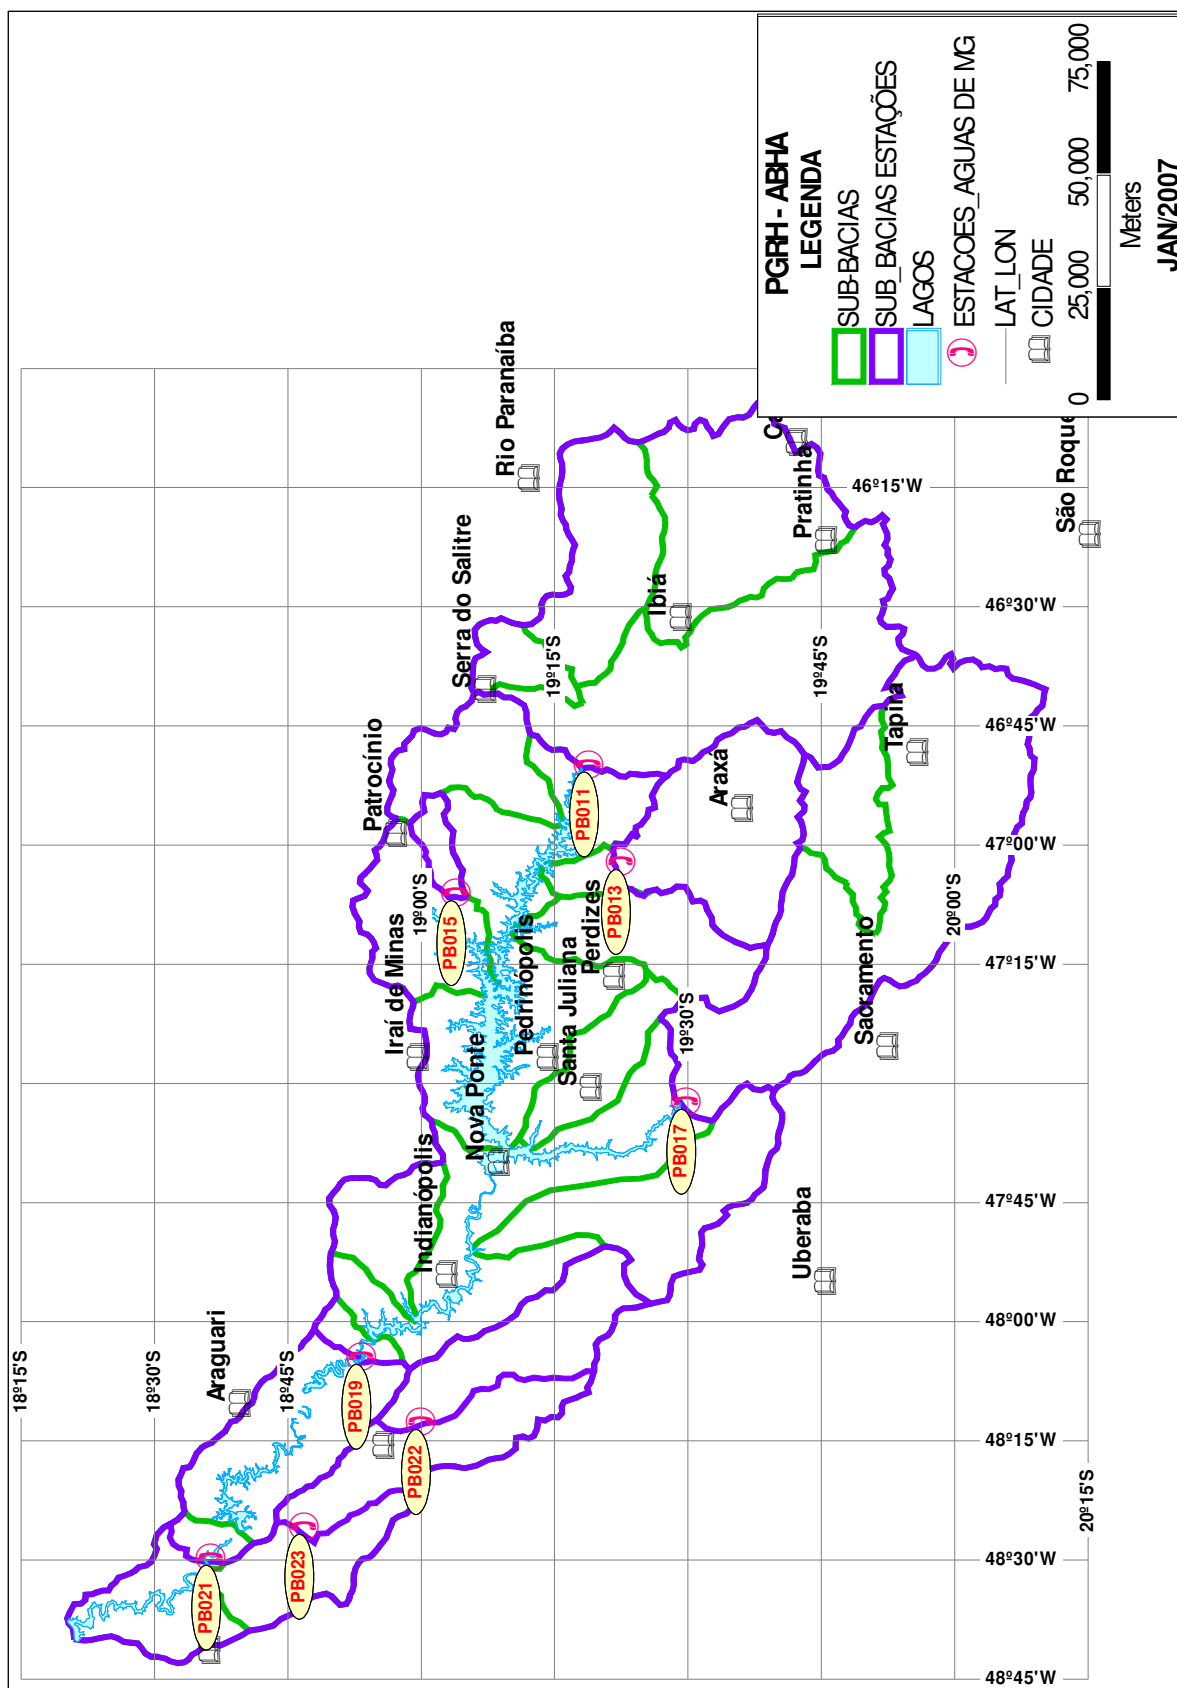 PGRH - ABHA
LEGENDA
SUB-BACIAS
SUB_BACIAS ESTAÇÕES
LAGOS
ESTACOES_AGUAS DE MG
LAT_LON
CIDADE
0 25,000 50,000 75,000
Meters
JAN/2007
18º15'S
18º30'S
18º45'S
19º00'S
19º15'S
19º30'S
19º45'S
20º00'S
20º15'S
48º45'W
48º30'W
48º15'W
48º00'W
47º45'W
47º15'W
47º00'W
46º45'W
46º30'W
46º15'W
Araguari
Indianópolis
Nova Ponte
Iraí de Minas
Patrocínio
Serra do Salitre
Rio Paranaíba
Pedrinópolis
Santa Juliana
Perdizes
Ibiá
Araxá
Pratinha
Ca
Tapira
Sacramento
Uberaba
São Roque
PB021
PB023
PB019
PB022
PB017
PB015
PB013
PB011